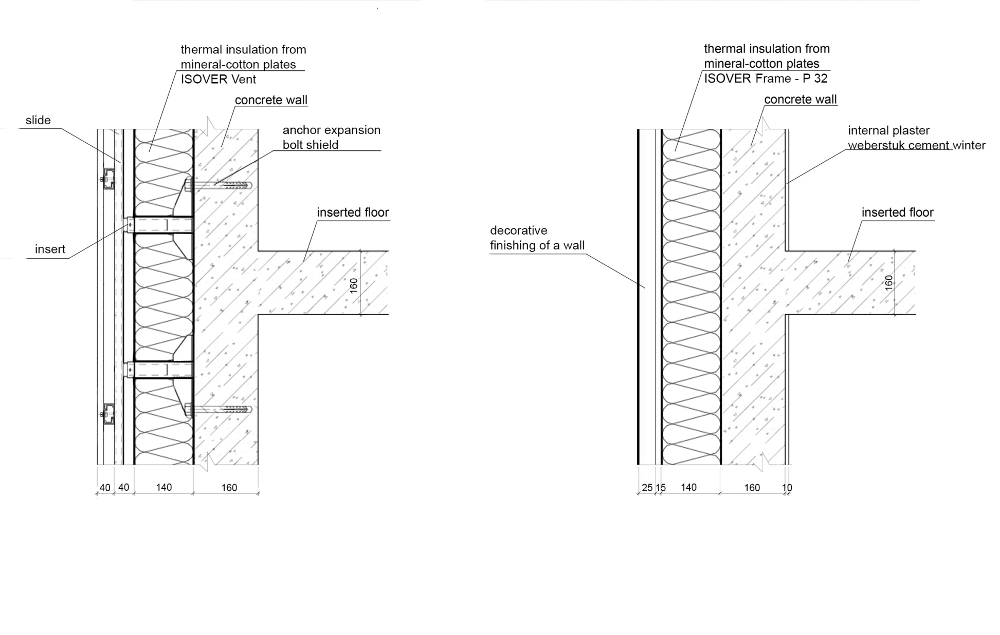 thermal insulation from
mineral-cotton plates
ISOVER Vent
concrete wall
slide
anchor expansion
bolt shield
inserted floor
insert
160
40
40
140
160
thermal insulation from
mineral-cotton plates
ISOVER Frame - P 32
concrete wall
internal plaster
weberstuk cement winter
inserted floor
decorative
finishing of a wall
160
25
15
140
160
10